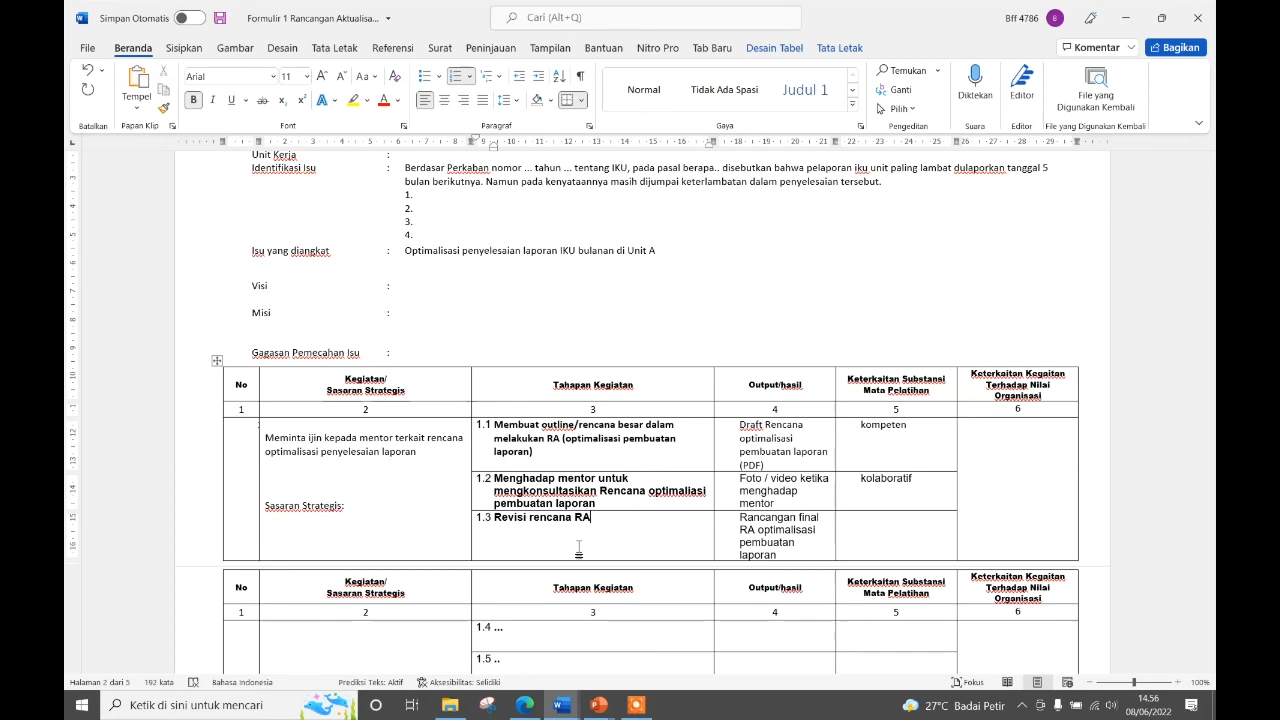 Simpan Otomatis
Formulir 1 Rancangan Aktualisa...
Cari (Alt+Q)
Bff 4786
B
File
Beranda
Sisipkan
Gambar
Desain
Tata Letak
Referensi
Surat
Peninjauan
Tampilan
Bantuan
Nitro Pro
Tab Baru
Desain Tabel
Tata Letak
Komentar
Bagikan
Tempel
Arial
11
Normal
Tidak Ada Spasi
Judul 1
Temukan
Ganti
Pilih
Diktekan
Editor
File yang
Digunakan Kembali
Batalkan
Papan Klip
Font
Paragraf
Gaya
Pengeditan
Suara
Editor
File yang Digunakan Kembali
Unit Kerja :
Identifikasi Isu : Berdasar Perkaban nomor ... tahun ... tentang IKU, pada pasal berapa.. disebutkan bahwa pelaporan iku unit paling lambat dulaporkan tanggal 5
bulan berikutnya. Namun pada kenyataannya masih dijumpai keterlambatan dalam penyelesaian tersebut.
1.
2.
3.
4.
Isu yang diangkat : Optimalisasi penyelesaian laporan IKU bulanan di Unit A
Visi :
Misi :
Gagasan Pemecahan Isu :
No
Kegiatan/
Sasaran Strategis
Tahapan Kegiatan
Output/hasil
Keterkaitan Substansi
Mata Pelatihan
Keterkaitan Kegaitan
Terhadap Nilai
Organisasi
1 2 3 4 5 6
Meminta ijin kepada mentor terkait rencana
optimalisasi penyelesaian laporan
Sasaran Strategis:
1.1 Membuat outline/rencana besar dalam
melakukan RA (optimalisasi pembuatan
laporan)
Draft Rencana
optimalisasi
pembuatan laporan
(PDF)
kompeten
1.2 Menghadap mentor untuk
mengkonsultasikan Rencana optimaliasi
pembuatan laporan
Foto / video ketika
menghadap
mentor
kolaboratif
1.3 Revisi rencana RA
Rancangan final
RA optimalisasi
pembuatan
laporan
No
Kegiatan/
Sasaran Strategis
Tahapan Kegiatan
Output/hasil
Keterkaitan Substansi
Mata Pelatihan
Keterkaitan Kegaitan
Terhadap Nilai
Organisasi
1 2 3 4 5 6
1.4 ...
1.5 ..
Halaman 2 dari 5
192 kata
Bahasa Indonesia
Prediksi Teks: Aktif
Aksesibilitas: Selidiki
Fokus
100%
Ketik di sini untuk mencari
27°C Badai Petir
14.56
08/06/2022